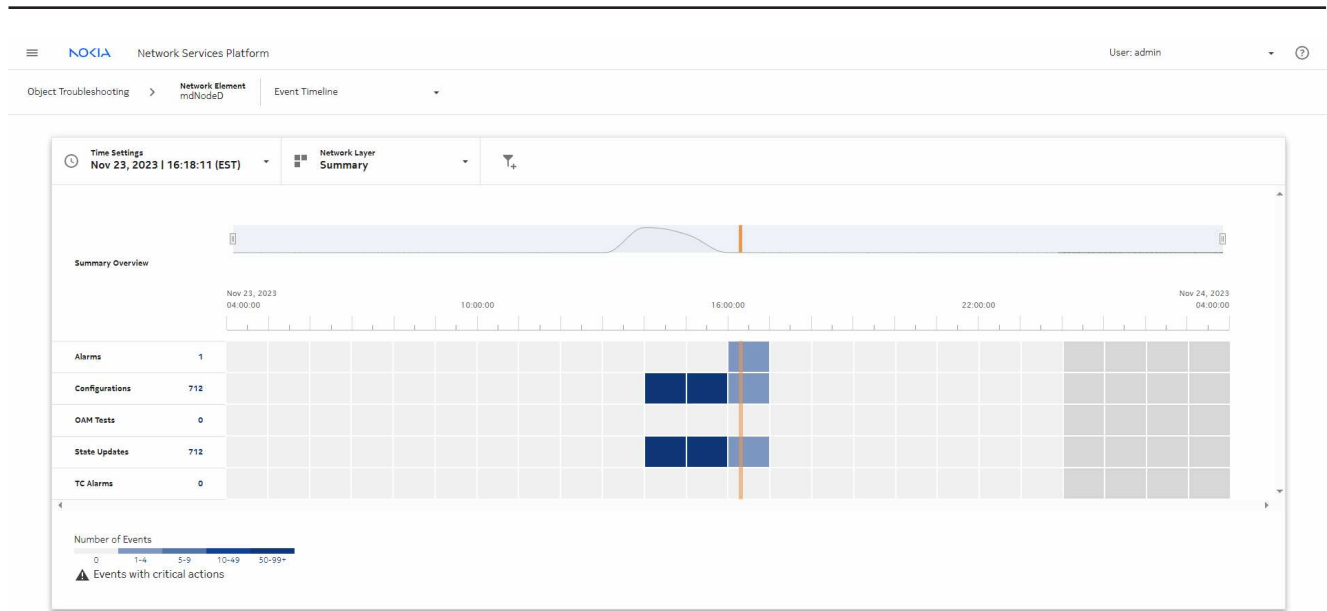 NOKIA Network Services Platform User: admin
Object Troubleshooting > Network Element mdNodeD Event Timeline
Time Settings
Nov 23, 2023 | 16:18:11 (EST)
Network Layer
Summary
Summary Overview
Nov 23, 2023 Nov 24, 2023
04:00:00 10:00:00 16:00:00 22:00:00 04:00:00
Alarms 1
Configurations 712
OAM Tests 0
State Updates 712
TC Alarms 0
Number of Events
0 1-4 5-9 10-49 50-99+
Events with critical actions